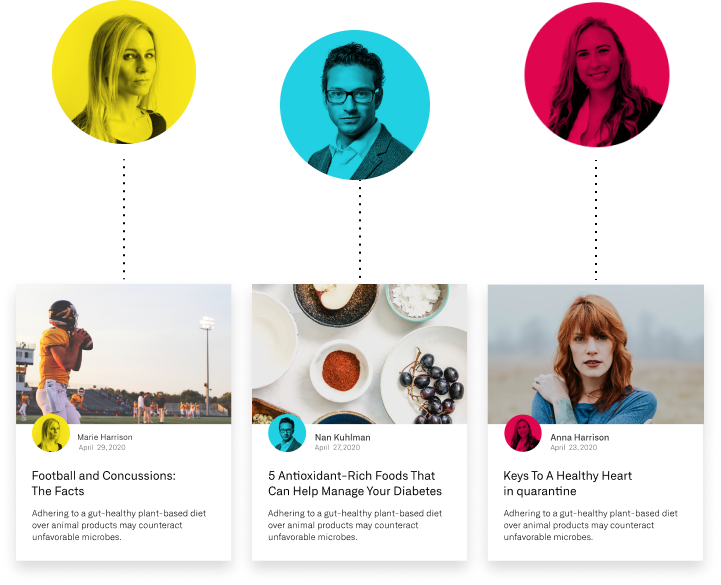 Marie Harrison
April 29,2020
Football and Concussions:
The Facts
Adhering to a gut-healthy plant-based diet
over animal products may counteract
unfavorable microbes.
Nan Kuhlman
April 27,2020
5 Antioxidant-Rich Foods That
Can Help Manage Your Diabetes
Adhering to a gut-healthy plant-based diet
over animal products may counteract
unfavorable microbes.
Anna Harrison
April 23,2020
Keys To A Healthy Heart
in quarantine
Adhering to a gut-healthy plant-based diet
over animal products may counteract
unfavorable microbes.